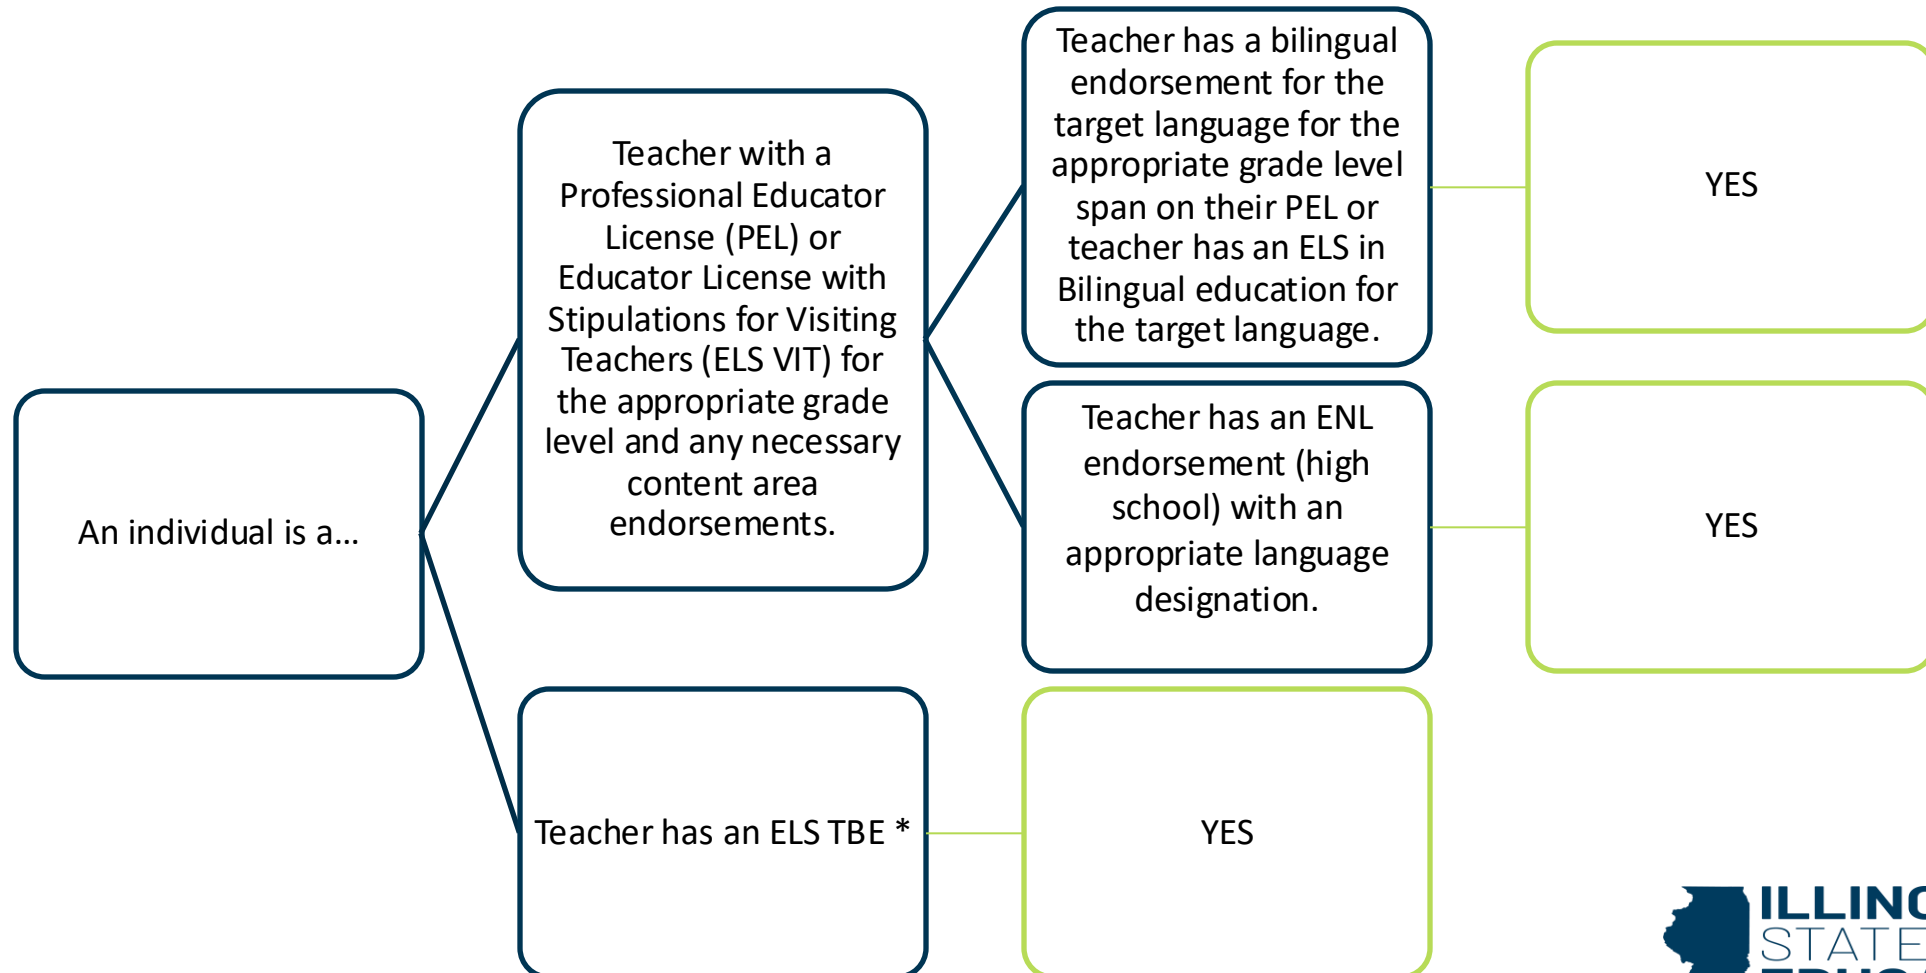 An individual is a...
Teacher with a
Professional Educator
License (PEL) or
Educator License with
Stipulations for Visiting
Teachers (ELS VIT) for
the appropriate grade
level and any necessary
content area
endorsements.
Teacher has a bilingual
endorsement for the
target language for the
appropriate grade level
span on their PEL or
teacher has an ELS in
Bilingual education for
the target language.
YES
Teacher has an ENL
endorsement (high
school) with an
appropriate language
designation.
YES
Teacher has an ELS TBE *
YES
STATE